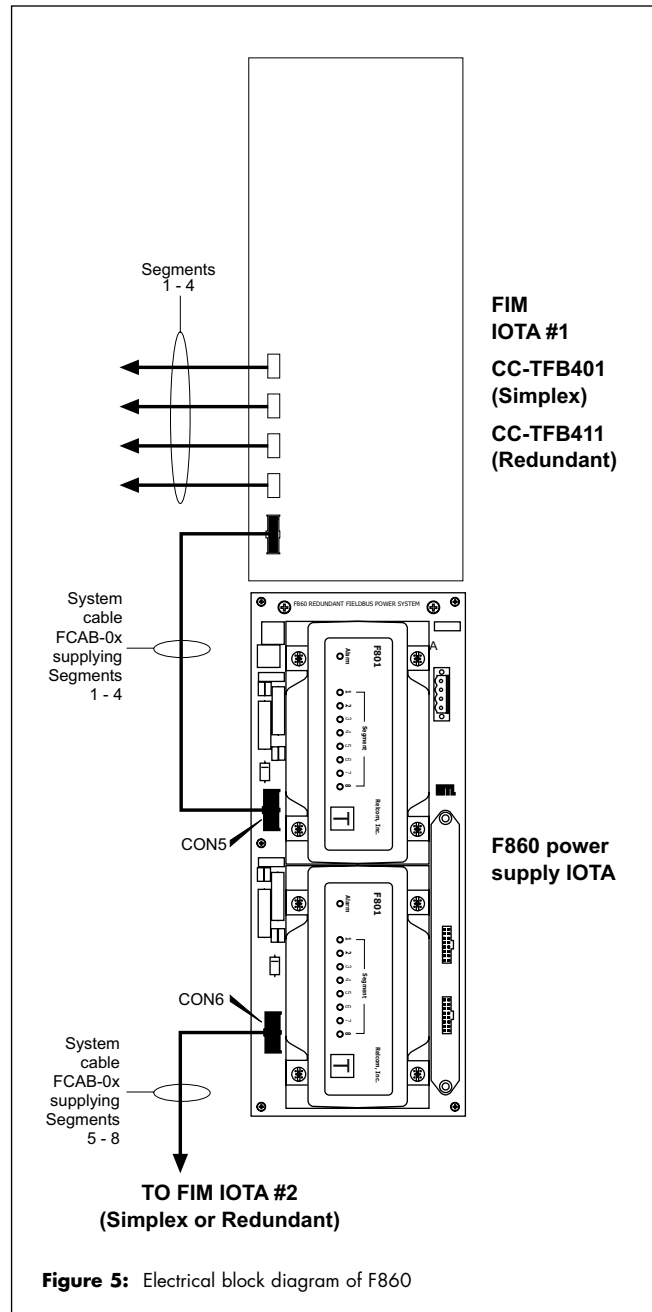 Segments
1 - 4
FIM
IOTA #1
CC-TFB401
(Simplex)
CC-TFB411
(Redundant)
System
cable
FCAB-0x
supplying
Segments
1 - 4
F860 REDUNDANT FIELDBUS POWER SYSTEM
A
F801
Alarm
1
2
3
4
5
6
7
8
Segment
Relcom, Inc.
T
MTL
CON5
F860 power
supply IOTA
F801
Alarm
1
2
3
4
5
6
7
8
Segment
Relcom, Inc.
T
CON6
System
cable
FCAB-0x
supplying
Segments
5 - 8
TO FIM IOTA #2
(Simplex or Redundant)
Figure 5: Electrical block diagram of F860